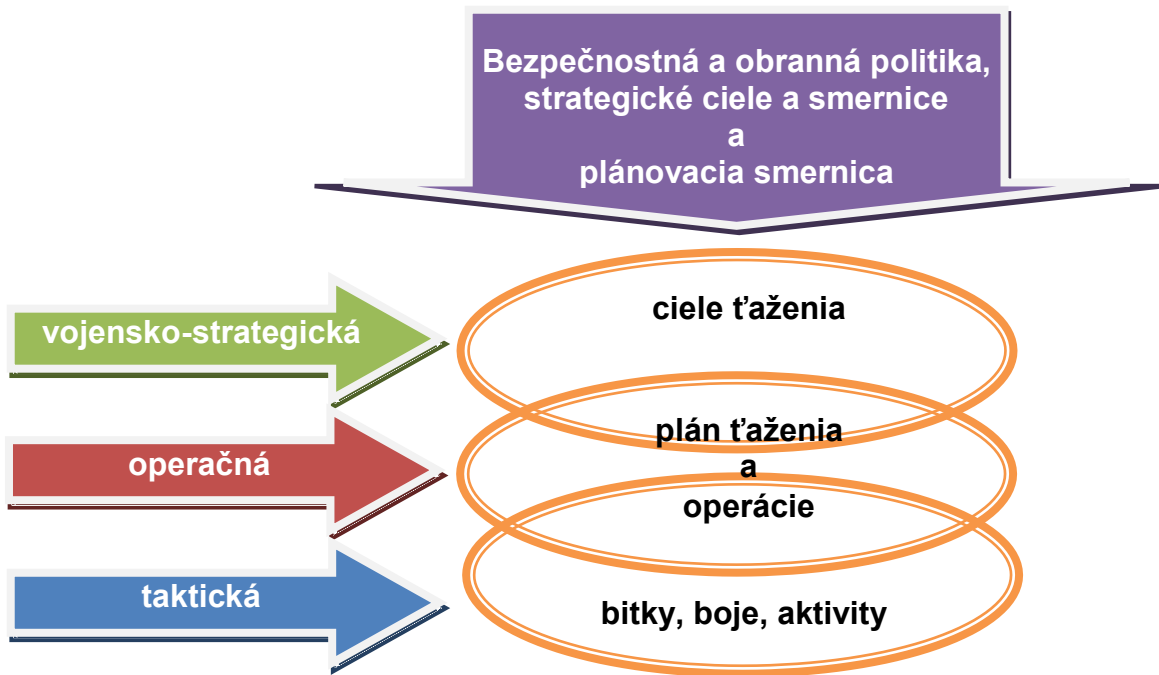 Bezpečnostná a obranná politika,
strategické ciele a smernice
a
plánovacia smernica
vojensko-strategická
ciele ťaženia
operačná
plán ťaženia
a
operácie
taktická
bitky, boje, aktivity